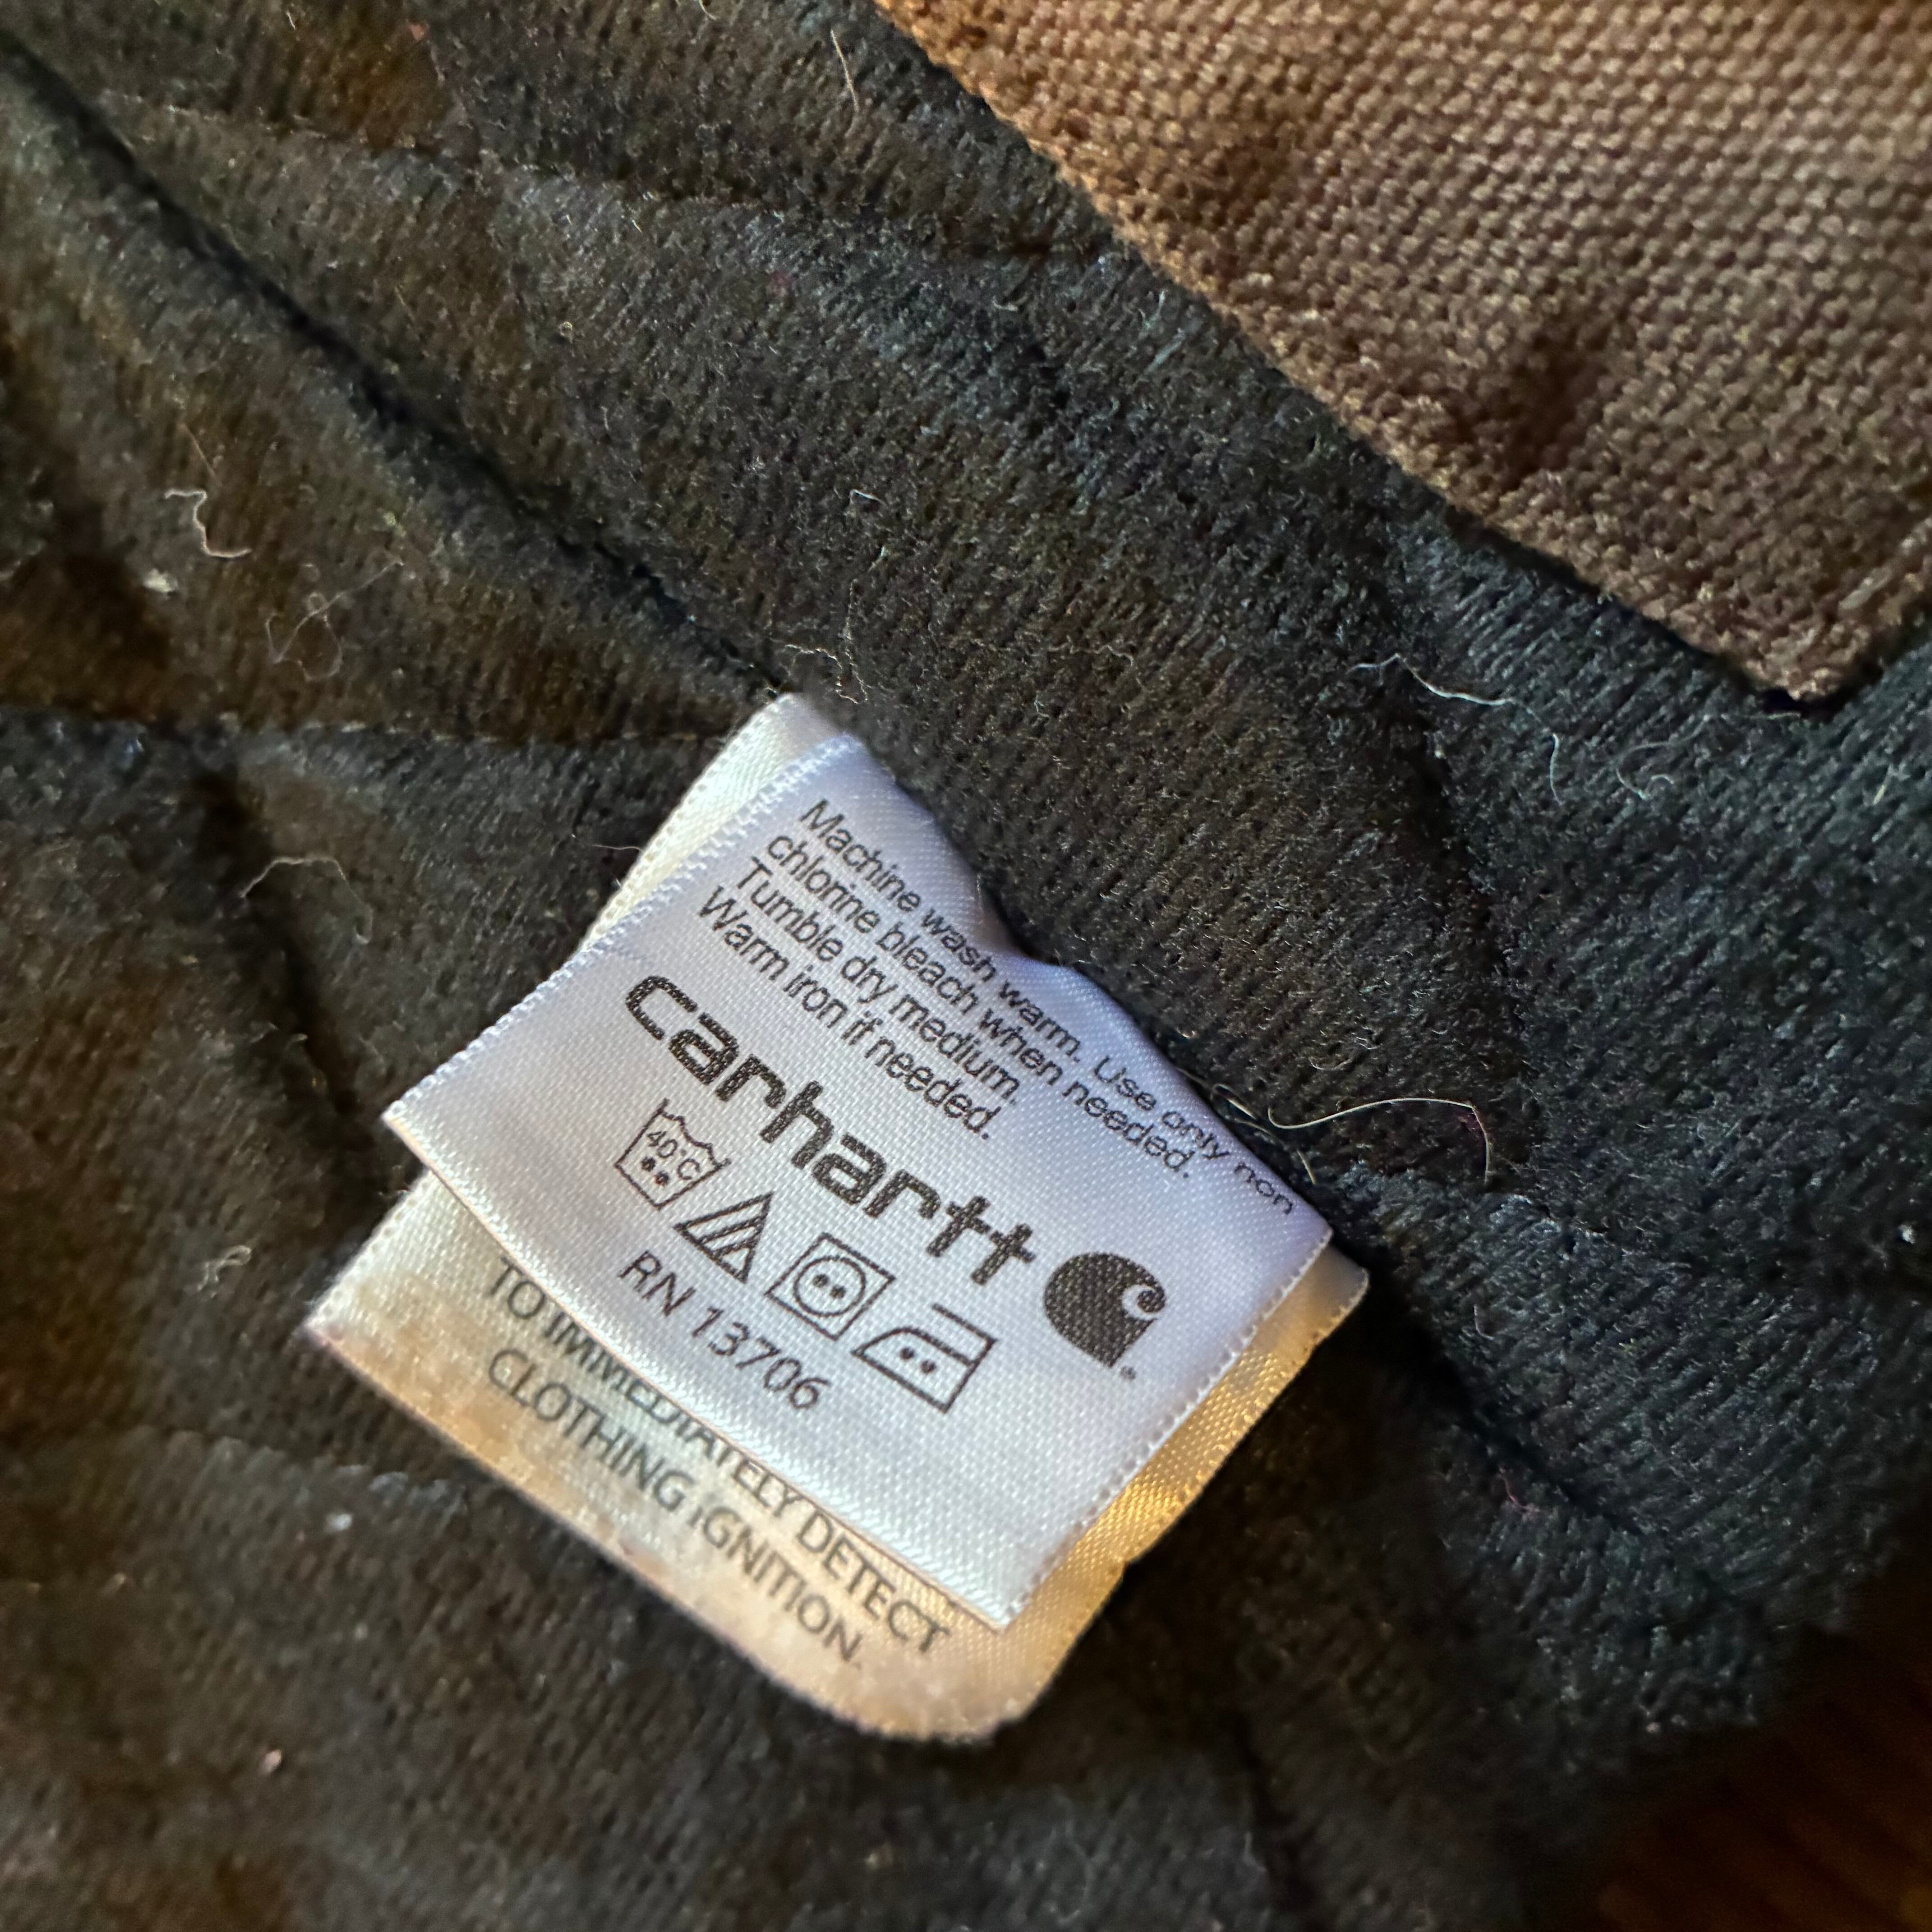 Machine wash warm. Use only non
chlorine bleach when needed.
Tumble dry medium.
Warm iron if needed.
carhartt
40°C
RN 13706
TO IMMEDIATELY DETECT
CLOTHING IGNITION.